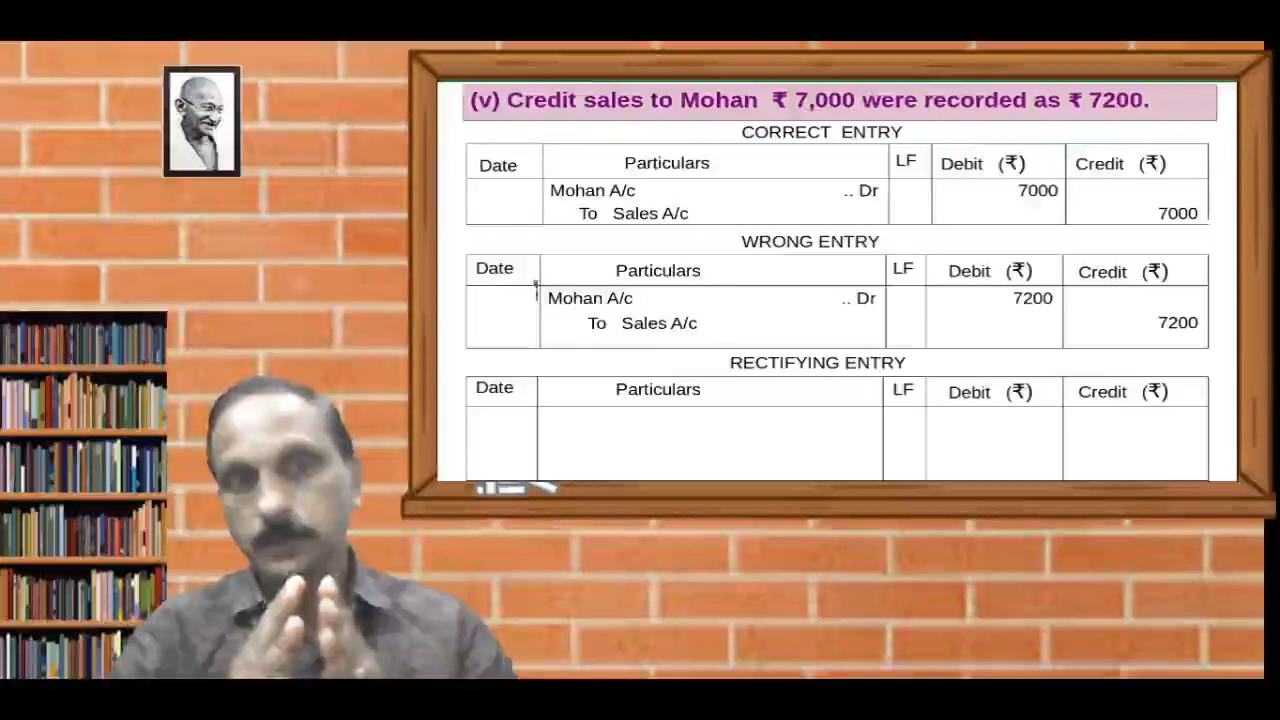 (v) Credit sales to Mohan ₹ 7,000 were recorded as ₹ 7200.
CORRECT ENTRY
Date Particulars LF Debit (₹) Credit (₹)
Mohan A/c .. Dr 7000
To Sales A/c 7000
WRONG ENTRY
Date Particulars LF Debit (₹) Credit (₹)
Mohan A/c .. Dr 7200
To Sales A/c 7200
RECTIFYING ENTRY
Date Particulars LF Debit (₹) Credit (₹)